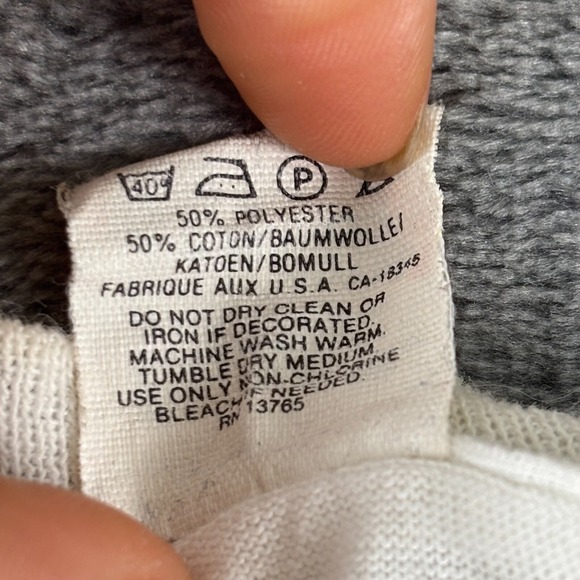 40°
P
50% POLYESTER
50% COTON/BAUMWOLLE/
KATOEN/BOMULL
FABRIQUE AUX U.S.A. CA-18345
DO NOT DRY CLEAN OR
IRON IF DECORATED.
MACHINE WASH WARM.
TUMBLE DRY MEDIUM
USE ONLY NON-CHLORINE
BLEACH IF NEEDED.
RN 13765